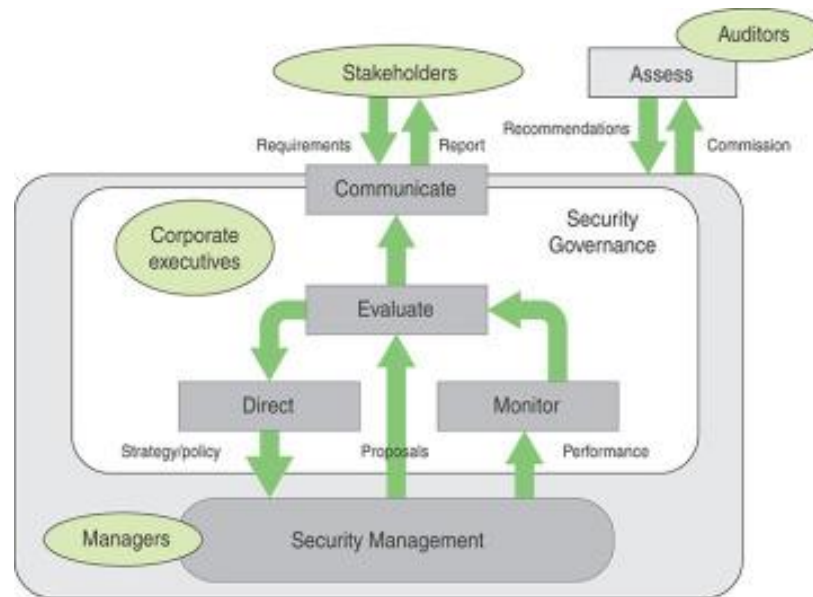 Auditors
Stakeholders
Assess
Requirements
Report
Recommendations
Commission
Communicate
Corporate
executives
Security
Governance
Evaluate
Direct
Monitor
Strategy/policy
Proposals
Performance
Managers
Security Management